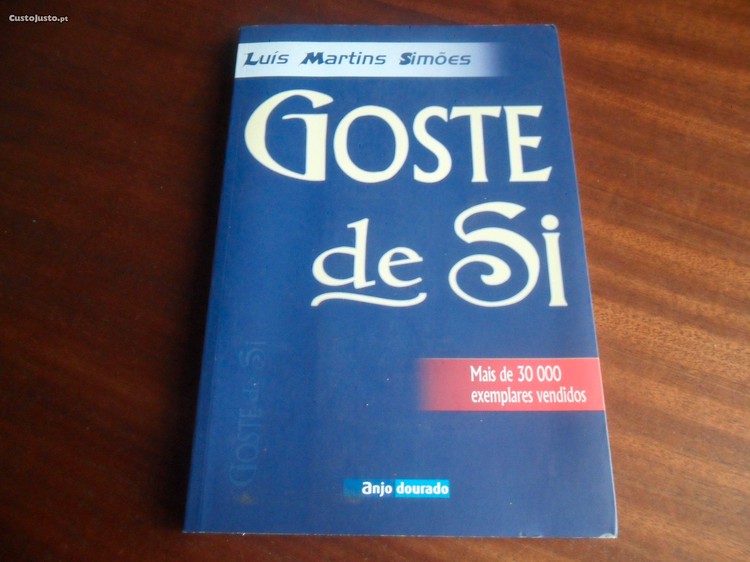 CustoJusto.pt
Luís Martins Simões
GOSTE
de Si
Mais de 30 000
exemplares vendidos
GOSTE de Si
anjo dourado